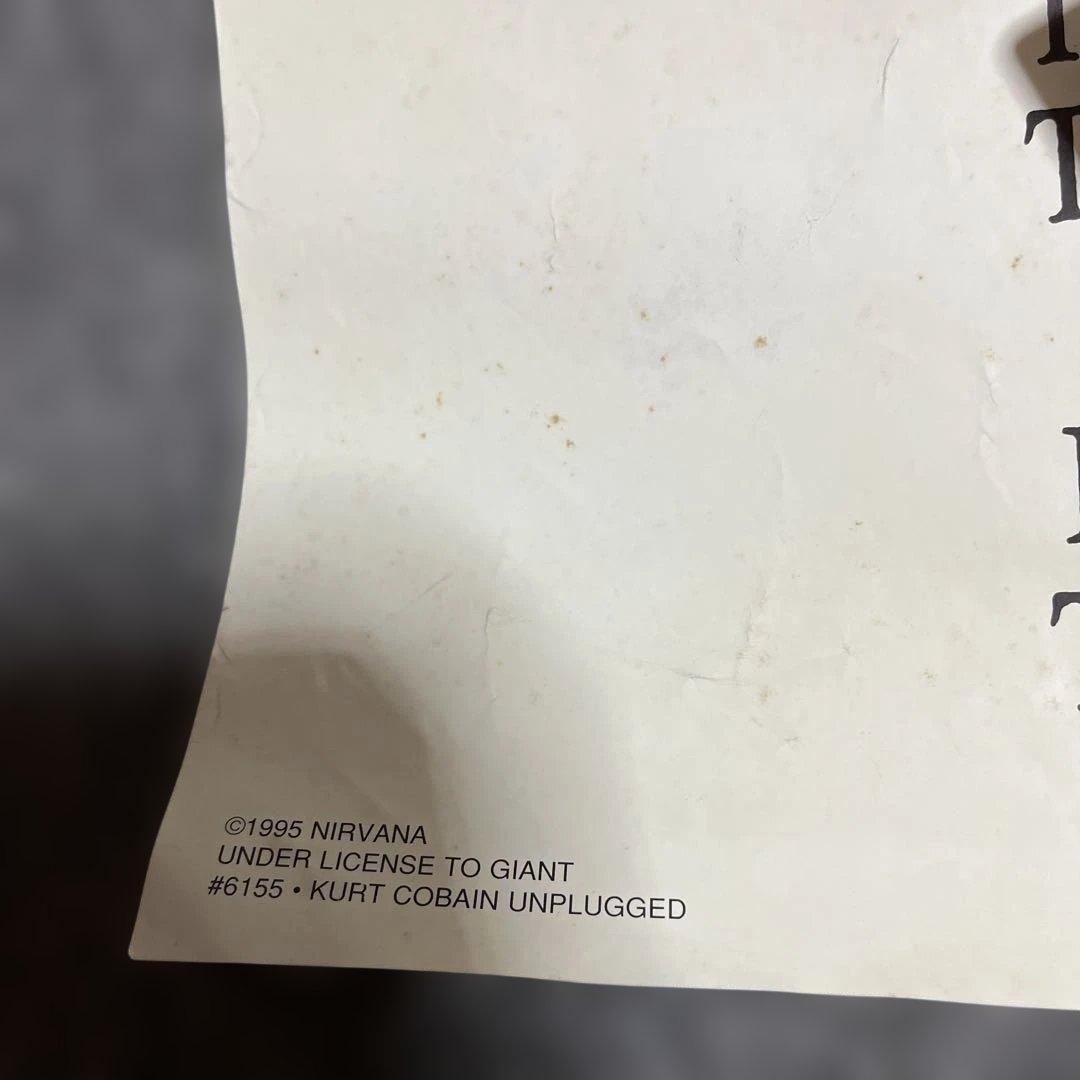 T
©1995 NIRVANA
UNDER LICENSE TO GIANT
#6155 • KURT COBAIN UNPLUGGED